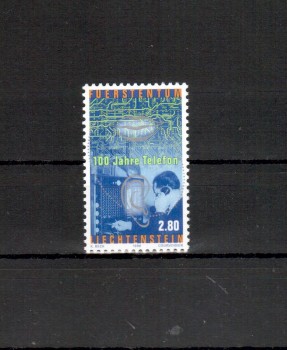 FUERSTENTUM
100 Jahre Telefon
2.80
LIECHTENSTEIN